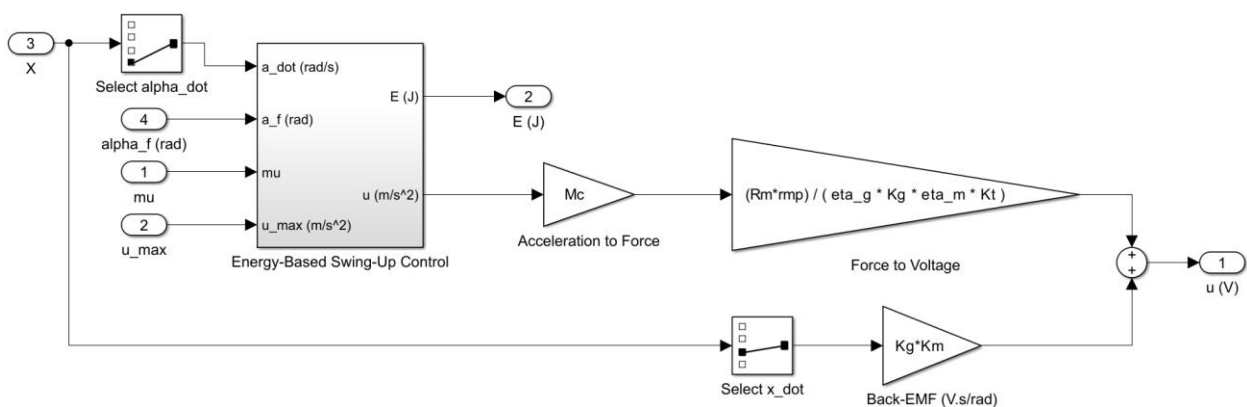 3
X
Select alpha_dot
4
alpha_f (rad)
1
mu
2
u_max
a_dot (rad/s)
a_f (rad)
mu
u_max (m/s^2)
E (J)
u (m/s^2)
Energy-Based Swing-Up Control
2
E (J)
Mc
Acceleration to Force
(Rm*rmp) / ( eta_g * Kg * eta_m * Kt )
Force to Voltage
+
+
1
u (V)
Select x_dot
Kg*Km
Back-EMF (V.s/rad)